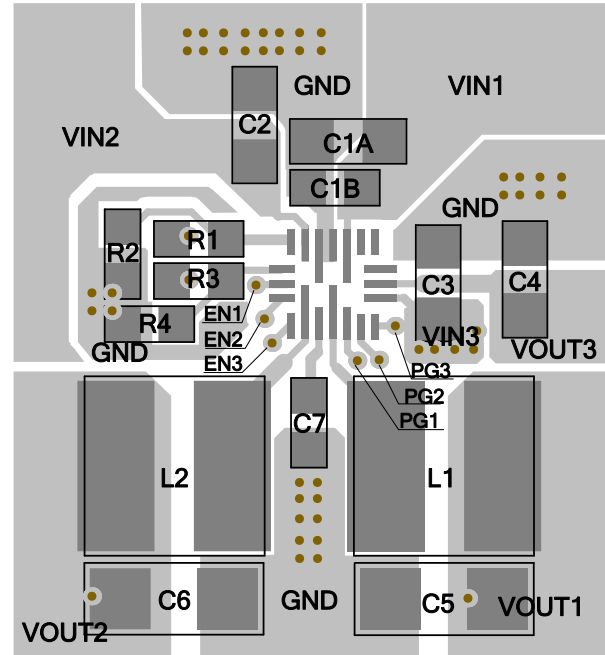 GND
VIN1
C2
VIN2
C1A
C1B
GND
R1
R2
R3
C3
C4
EN1
R4
EN2
VIN3
GND
EN3
VOUT3
PG3
PG2
PG1
C7
L2
L1
C6
GND
C5
VOUT1
VOUT2